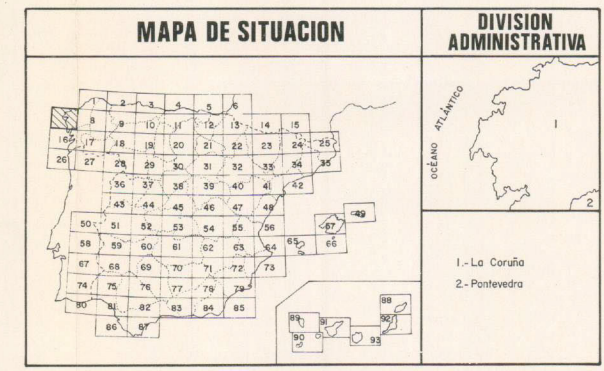 MAPA DE SITUACION
DIVISION
ADMINISTRATIVA
1 2 3 4 5 6
8 9 10 11 12 13 14 15
16 17 18 19 20 21 22 23 24 25
26 27 28 29 30 31 32 33 34 35
36 37 38 39 40 41 42
43 44 45 46 47 48 49
50 51 52 53 54 55 56 67
58 59 60 61 62 63 64 65 66
67 68 69 70 71 72 73
74 75 76 77 78 79
80 81 82 83 84 85
86 87
88
89 91 92
90 93
OCÉANO ATLÁNTICO
1
2
1.- La Coruña
2.- Pontevedra